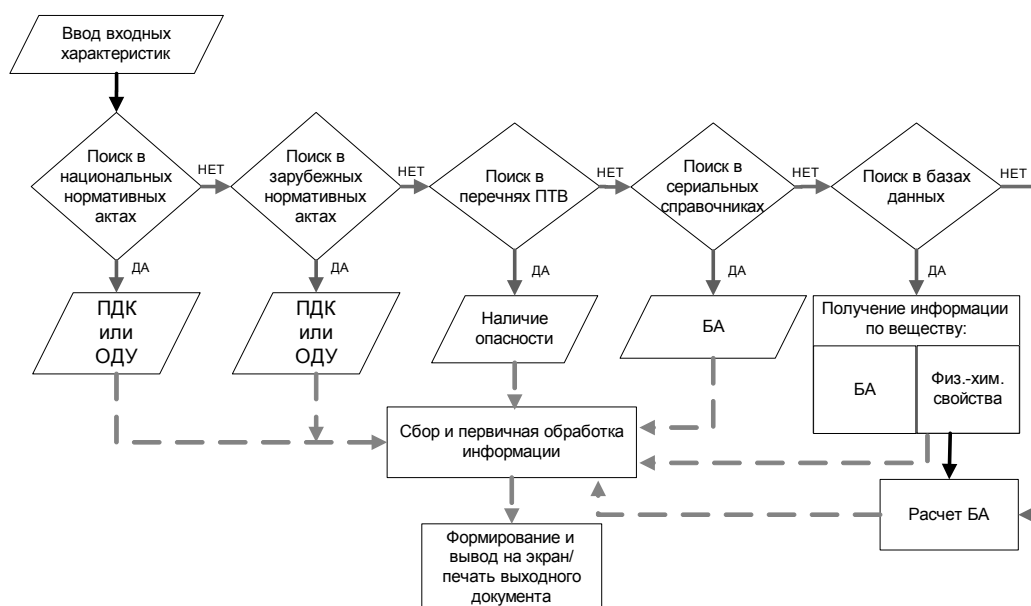 Ввод входных
характеристик
Поиск в
национальных
нормативных
актах
НЕТ
Поиск в
зарубежных
нормативных
актах
НЕТ
Поиск в
перечнях ПТВ
НЕТ
Поиск в
сериальных
справочниках
НЕТ
Поиск в базах
данных
НЕТ
ДА
ДА
ДА
ДА
ДА
ПДК
или
ОДУ
ПДК
или
ОДУ
Наличие
опасности
БА
Получение информации
по веществу:
БА
Физ.-хим.
свойства
Сбор и первичная обработка
информации
Расчет БА
Формирование и
вывод на экран/
печать выходного
документа